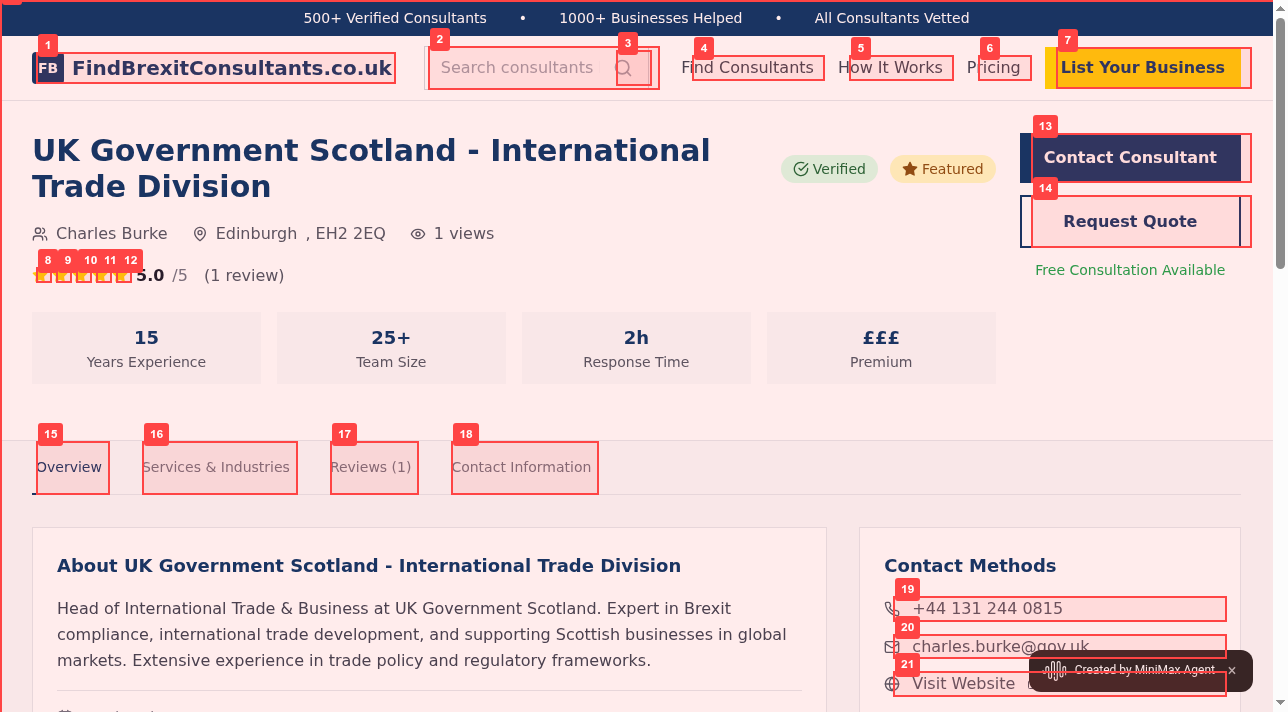 500+ Verified Consultants • 1000+ Businesses Helped • All Consultants Vetted
1 2 3 4 5 6 7
FB FindBrexitConsultants.co.uk Search consultants Find Consultants How It Works Pricing List Your Business
UK Government Scotland - International
Trade Division
Verified Featured
13
Contact Consultant
14
Request Quote
Free Consultation Available
Charles Burke Edinburgh , EH2 2EQ 1 views
8 9 10 11 12
5.0 /5 (1 review)
15 25+ 2h £££
Years Experience Team Size Response Time Premium
15 16 17 18
Overview Services & Industries Reviews (1) Contact Information
About UK Government Scotland - International Trade Division
Head of International Trade & Business at UK Government Scotland. Expert in Brexit
compliance, international trade development, and supporting Scottish businesses in global
markets. Extensive experience in trade policy and regulatory frameworks.
Contact Methods
19
+44 131 244 0815
20
charles.burke@gov.uk
21
Visit Website
Created by MiniMax Agent ×